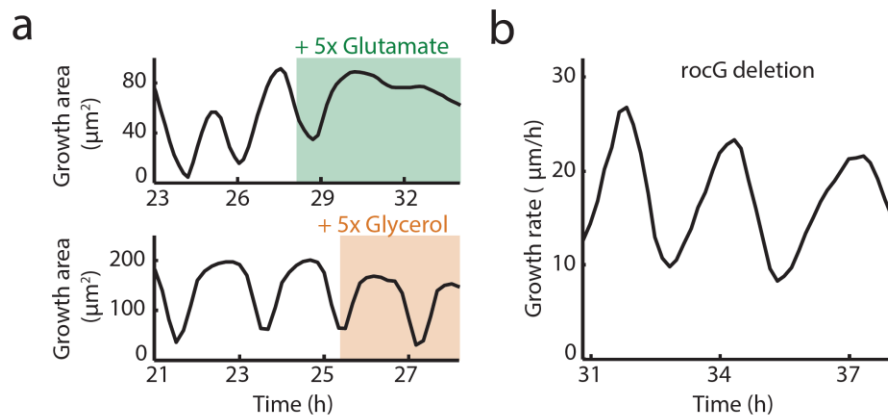 a
+ 5x Glutamate
Growth area
(µm²)
80
40
0
23
26
29
32
+ 5x Glycerol
Growth area
(µm²)
200
100
0
21
23
25
27
Time (h)
b
rocG deletion
Growth rate ( µm/h)
30
20
10
0
31
34
37
Time (h)